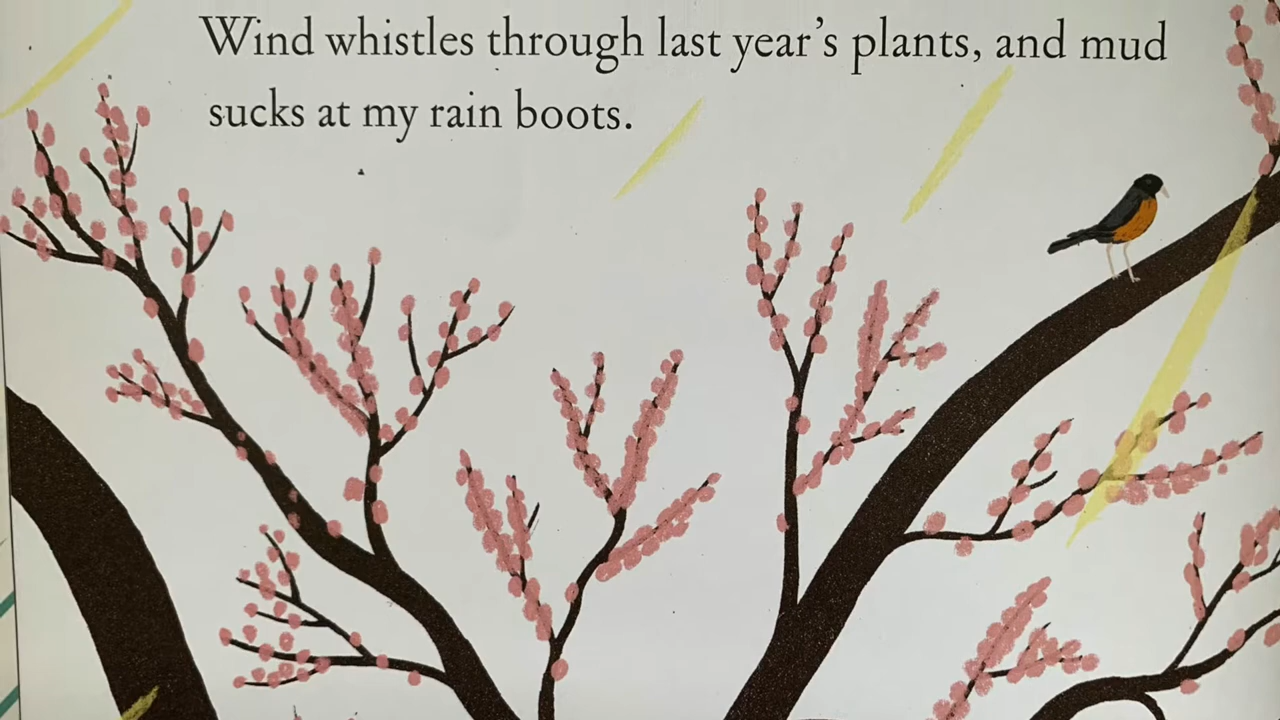 Wind whistles through last year’s plants, and mud
sucks at my rain boots.